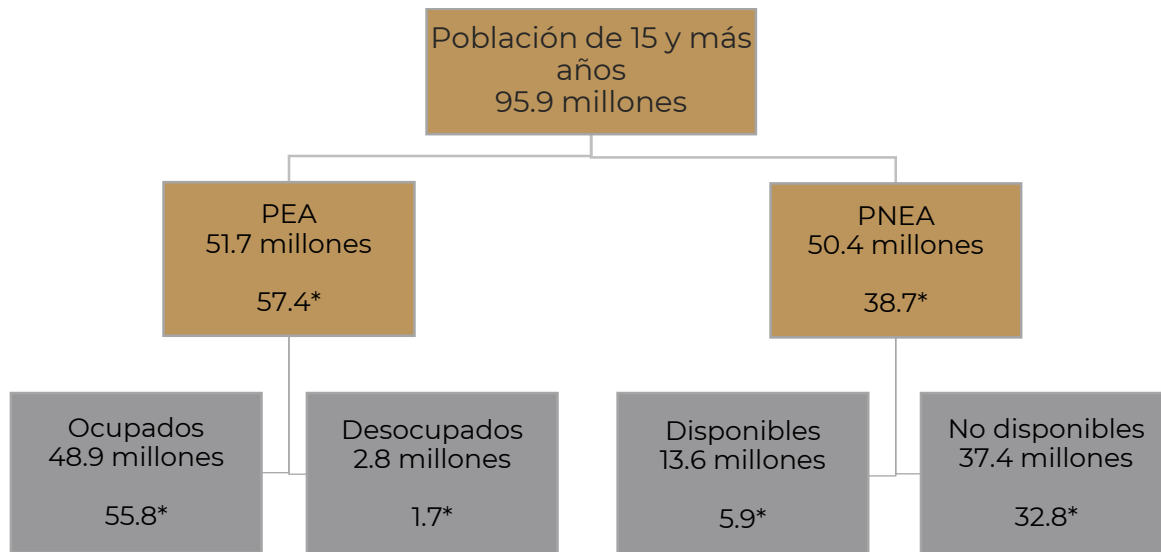 Población de 15 y más
años
95.9 millones
PEA
51.7 millones
57.4*
PNEA
50.4 millones
38.7*
Ocupados
48.9 millones
55.8*
Desocupados
2.8 millones
1.7*
Disponibles
13.6 millones
5.9*
No disponibles
37.4 millones
32.8*